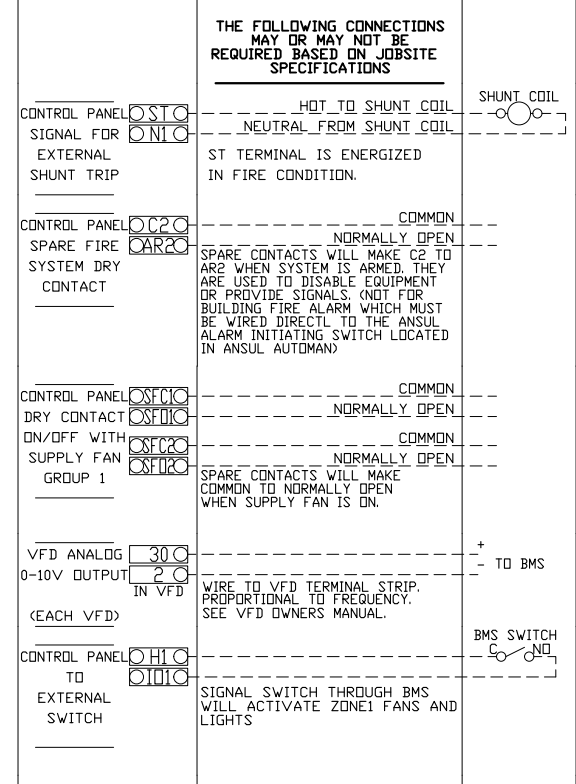 THE FOLLOWING CONNECTIONS
MAY OR MAY NOT BE
REQUIRED BASED ON JOBSITE
SPECIFICATIONS
CONTROL PANEL
SIGNAL FOR
EXTERNAL
SHUNT TRIP
ST
N1
HOT TO SHUNT COIL
NEUTRAL FROM SHUNT COIL
SHUNT COIL
ST TERMINAL IS ENERGIZED
IN FIRE CONDITION.
CONTROL PANEL
SPARE FIRE
SYSTEM DRY
CONTACT
C2
AR2
COMMON
NORMALLY OPEN
SPARE CONTACTS WILL MAKE C2 TO
AR2 WHEN SYSTEM IS ARMED. THEY
ARE USED TO DISABLE EQUIPMENT
OR PROVIDE SIGNALS. (NOT FOR
BUILDING FIRE ALARM WHICH MUST
BE WIRED DIRECTL TO THE ANSUL
ALARM INITIATING SWITCH LOCATED
IN ANSUL AUTOMAN)
CONTROL PANEL
DRY CONTACT
ON/OFF WITH
SUPPLY FAN
GROUP 1
SFC1
SFO1
SFC2
SFO2
COMMON
NORMALLY OPEN
COMMON
NORMALLY OPEN
SPARE CONTACTS WILL MAKE
COMMON TO NORMALLY OPEN
WHEN SUPPLY FAN IS ON.
VFD ANALOG
0-10V OUTPUT
(EACH VFD)
30
2
IN VFD
+
- TO BMS
WIRE TO VFD TERMINAL STRIP.
PROPORTIONAL TO FREQUENCY.
SEE VFD OWNERS MANUAL.
CONTROL PANEL
TO
EXTERNAL
SWITCH
H1
IO1
BMS SWITCH
C NO
SIGNAL SWITCH THROUGH BMS
WILL ACTIVATE ZONE1 FANS AND
LIGHTS